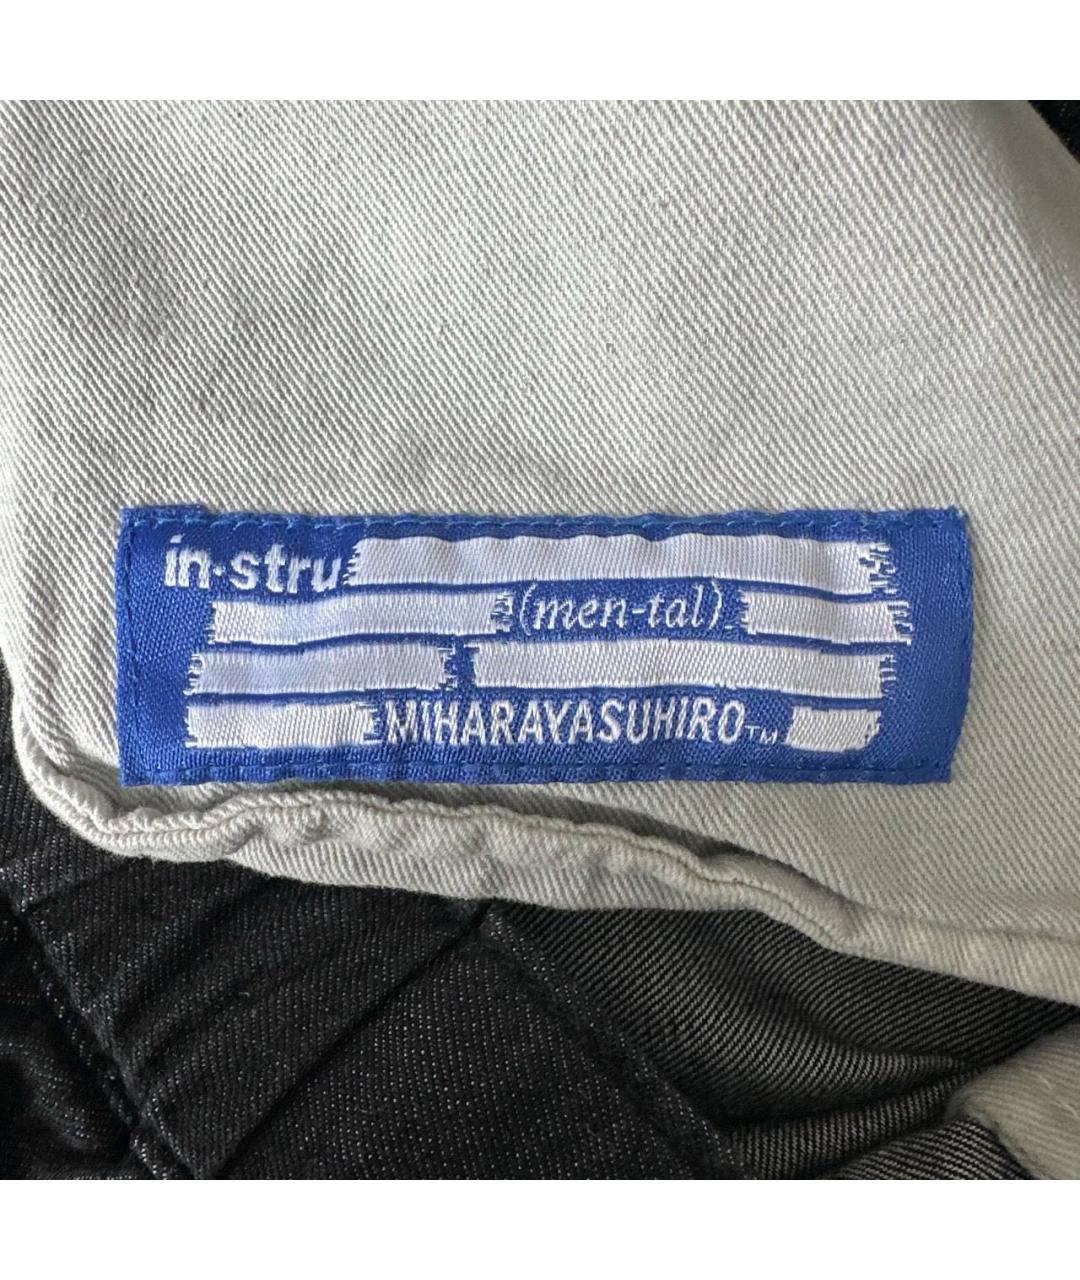 in·stru
(men-tal)
MIHARAYASUHIRO™